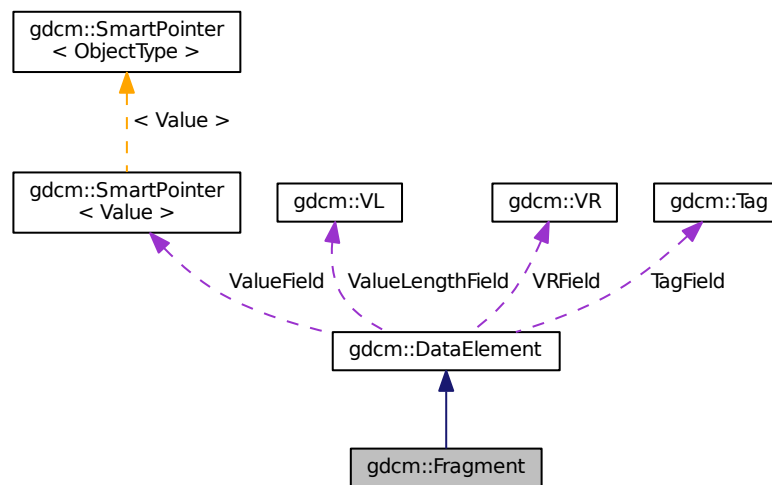 gdcm::SmartPointer
< ObjectType >
< Value >
gdcm::SmartPointer
< Value >
gdcm::VL
gdcm::VR
gdcm::Tag
ValueField
ValueLengthField
VRField
TagField
gdcm::DataElement
gdcm::Fragment